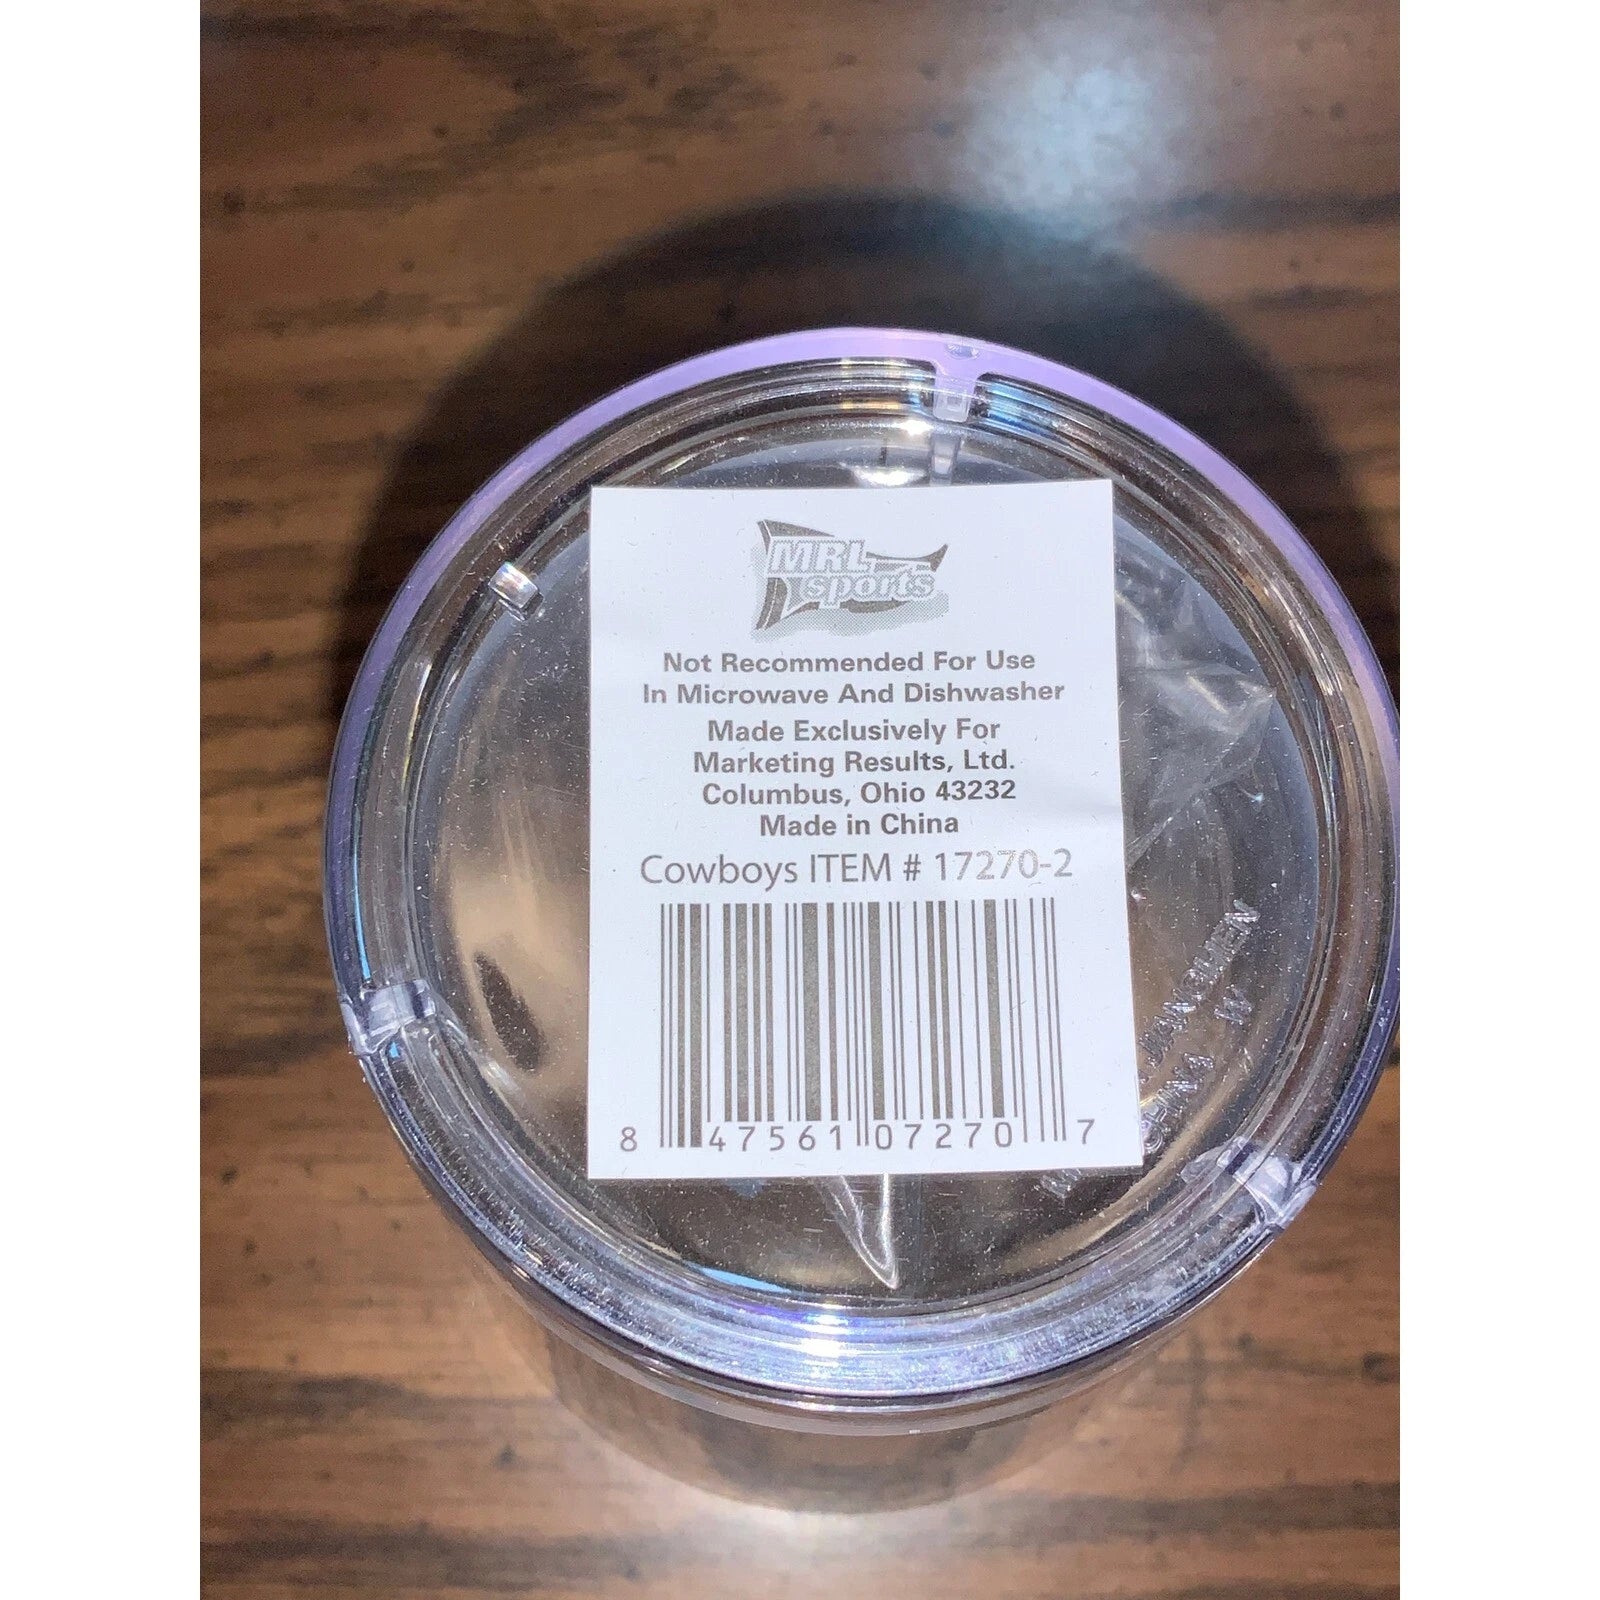 MRL
sports
Not Recommended For Use
In Microwave And Dishwasher
Made Exclusively For
Marketing Results, Ltd.
Columbus, Ohio 43232
Made in China
Cowboys ITEM # 17270-2
8 47561 07270 7
CHINA